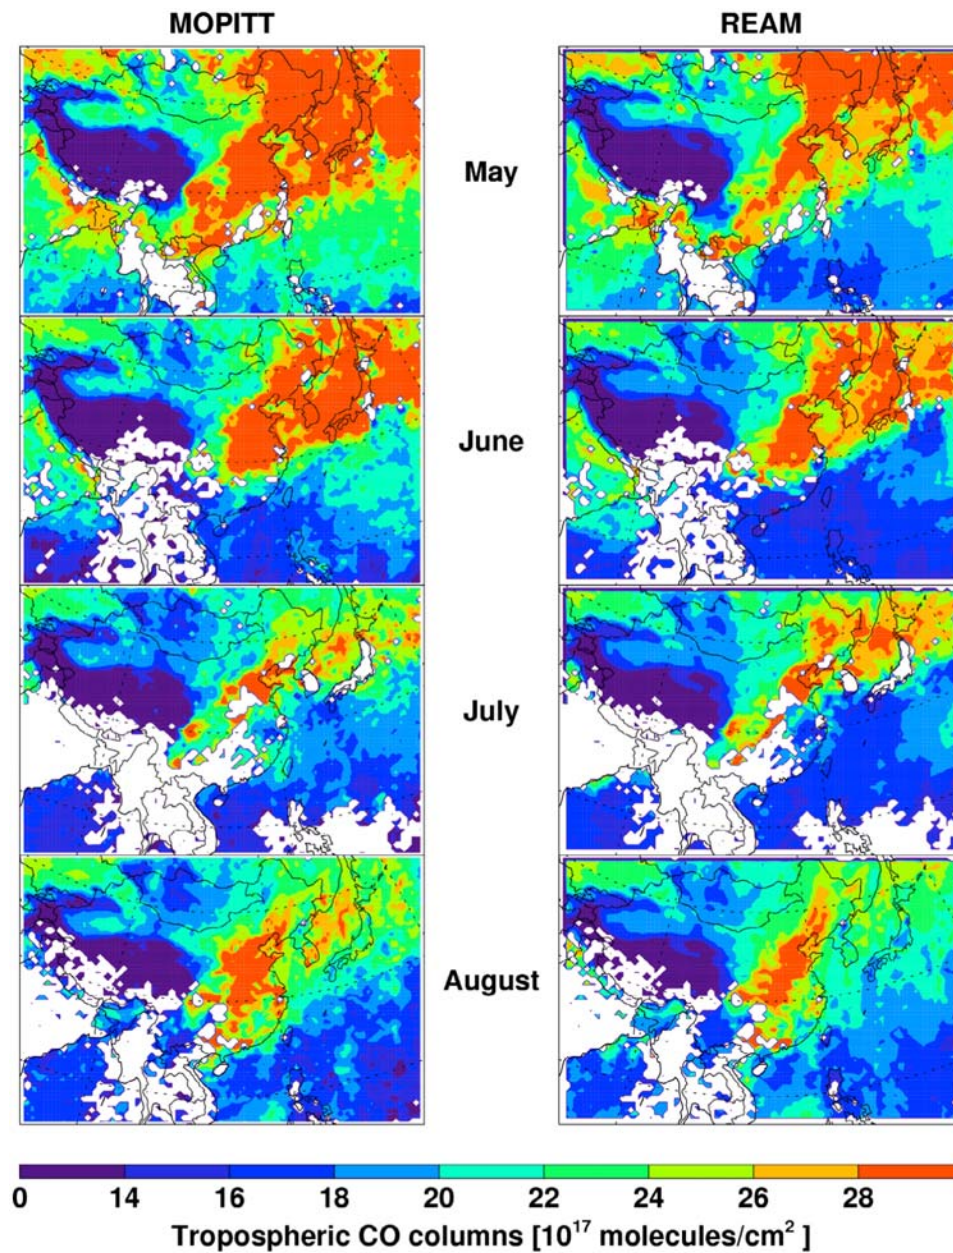 MOPITT REAM
May
June
July
August
0 14 16 18 20 22 24 26 28
Tropospheric CO columns [10¹⁷ molecules/cm² ]